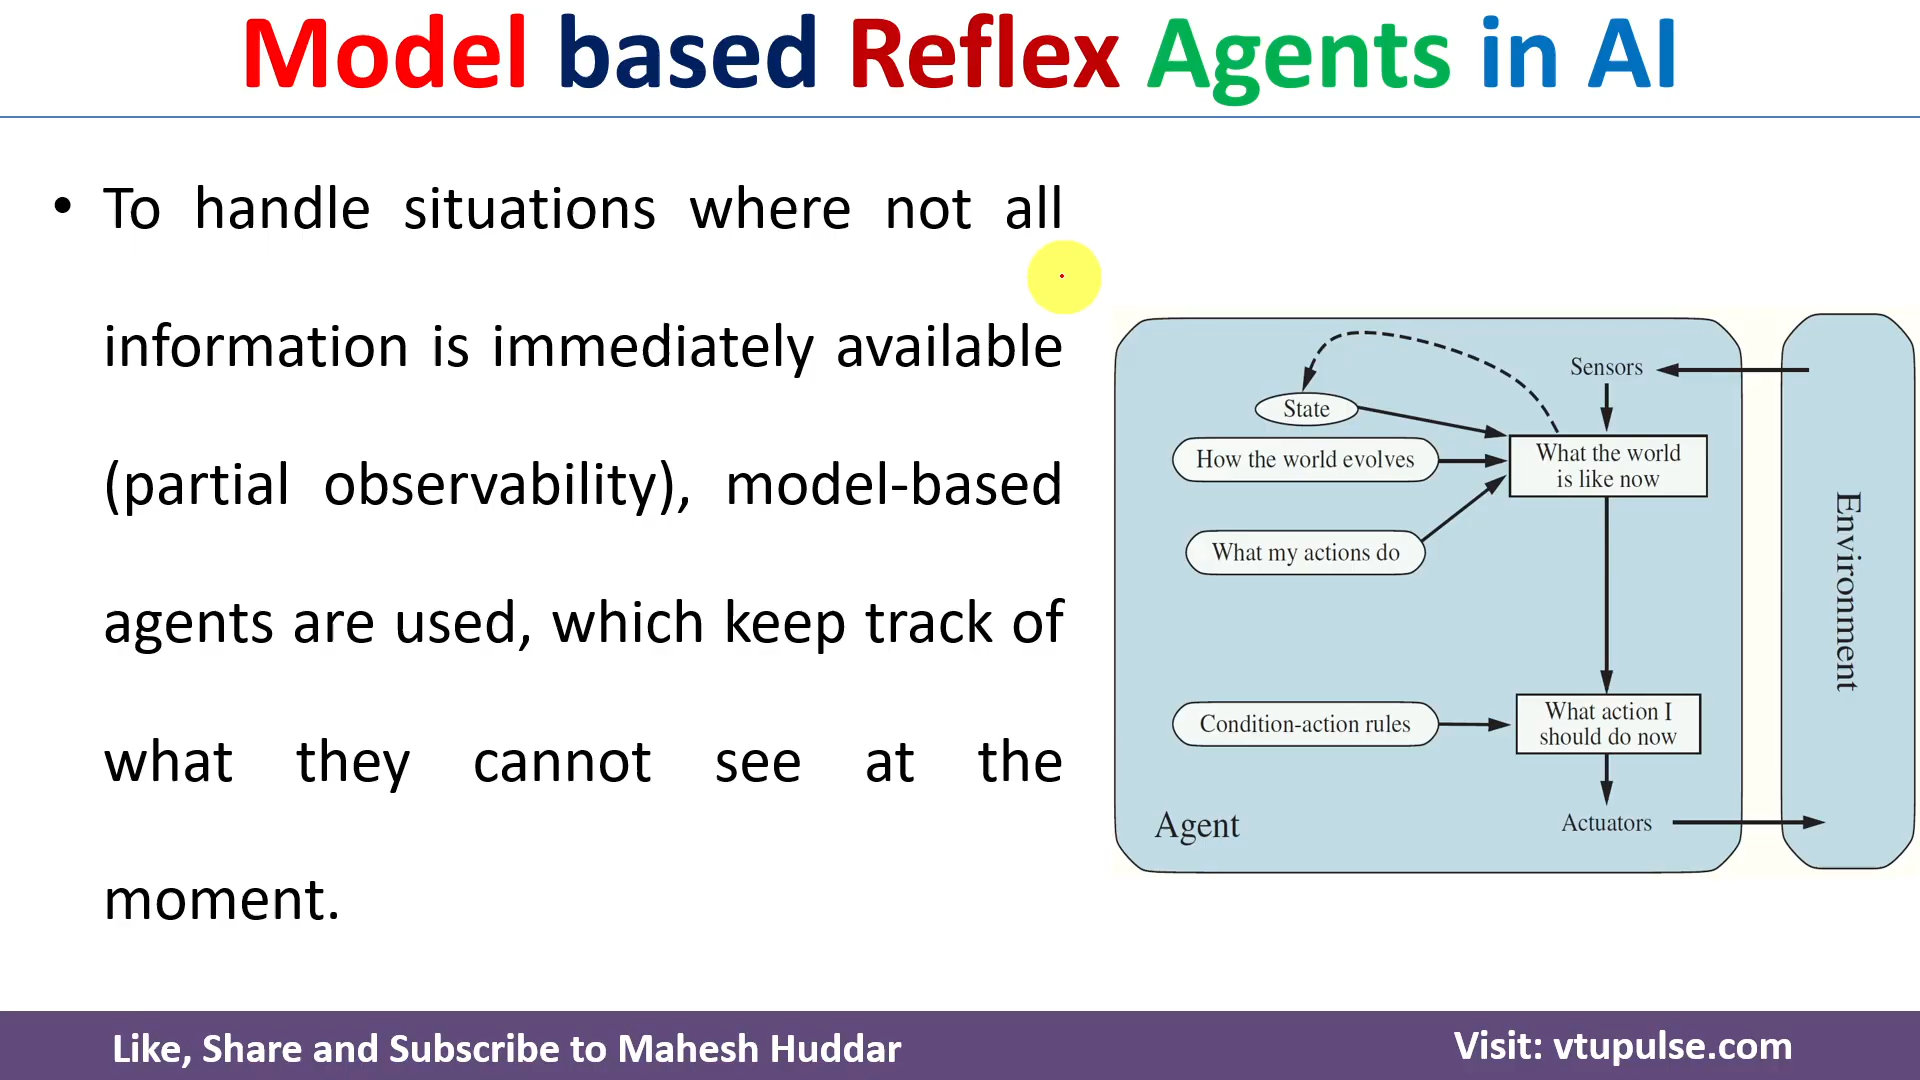 Model based Reflex Agents in AI
• To handle situations where not all
information is immediately available
(partial observability), model-based
agents are used, which keep track of
what they cannot see at the
moment.
Sensors
State
How the world evolves
What the world
is like now
What my actions do
Condition-action rules
What action I
should do now
Agent
Actuators
Environment
Like, Share and Subscribe to Mahesh Huddar
Visit: vtupulse.com